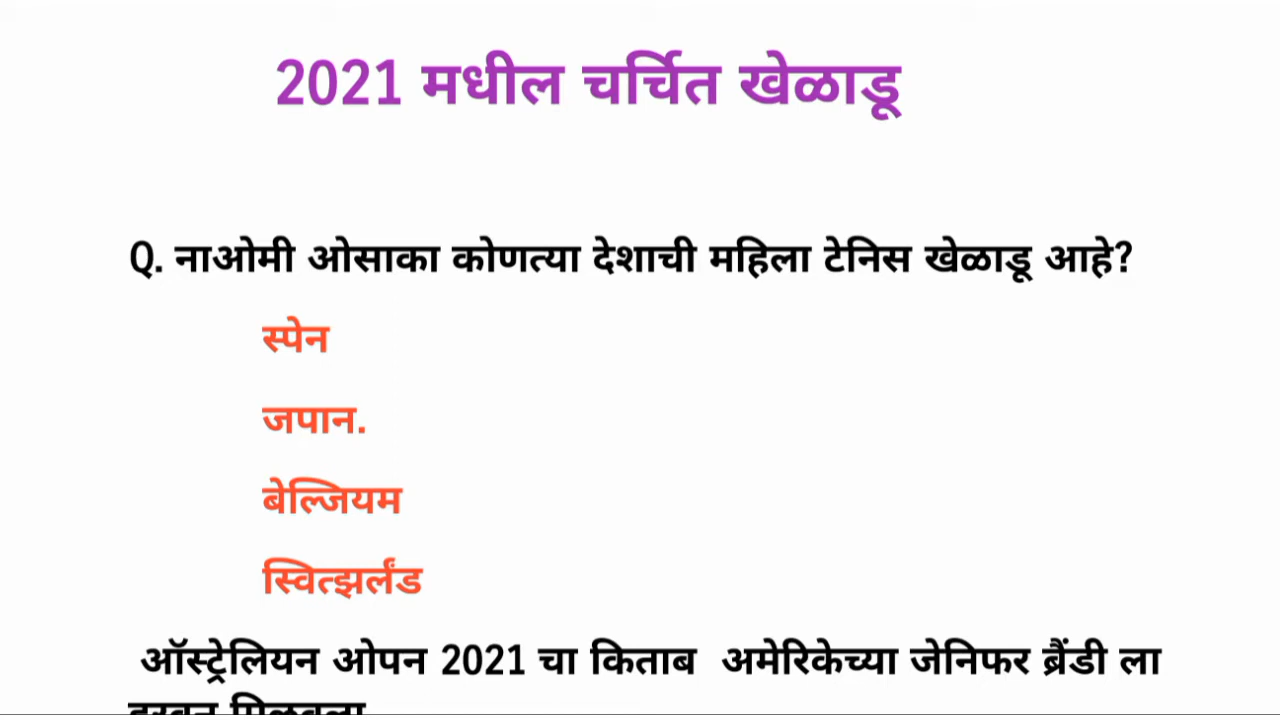 2021 मधील चर्चित खेळाडू
Q. नाओमी ओसाका कोणत्या देशाची महिला टेनिस खेळाडू आहे?
स्पेन
जपान.
बेल्जियम
स्वित्झर्लंड
ऑस्ट्रेलियन ओपन 2021 चा किताब अमेरिकेच्या जेनिफर ब्रैंडी ला